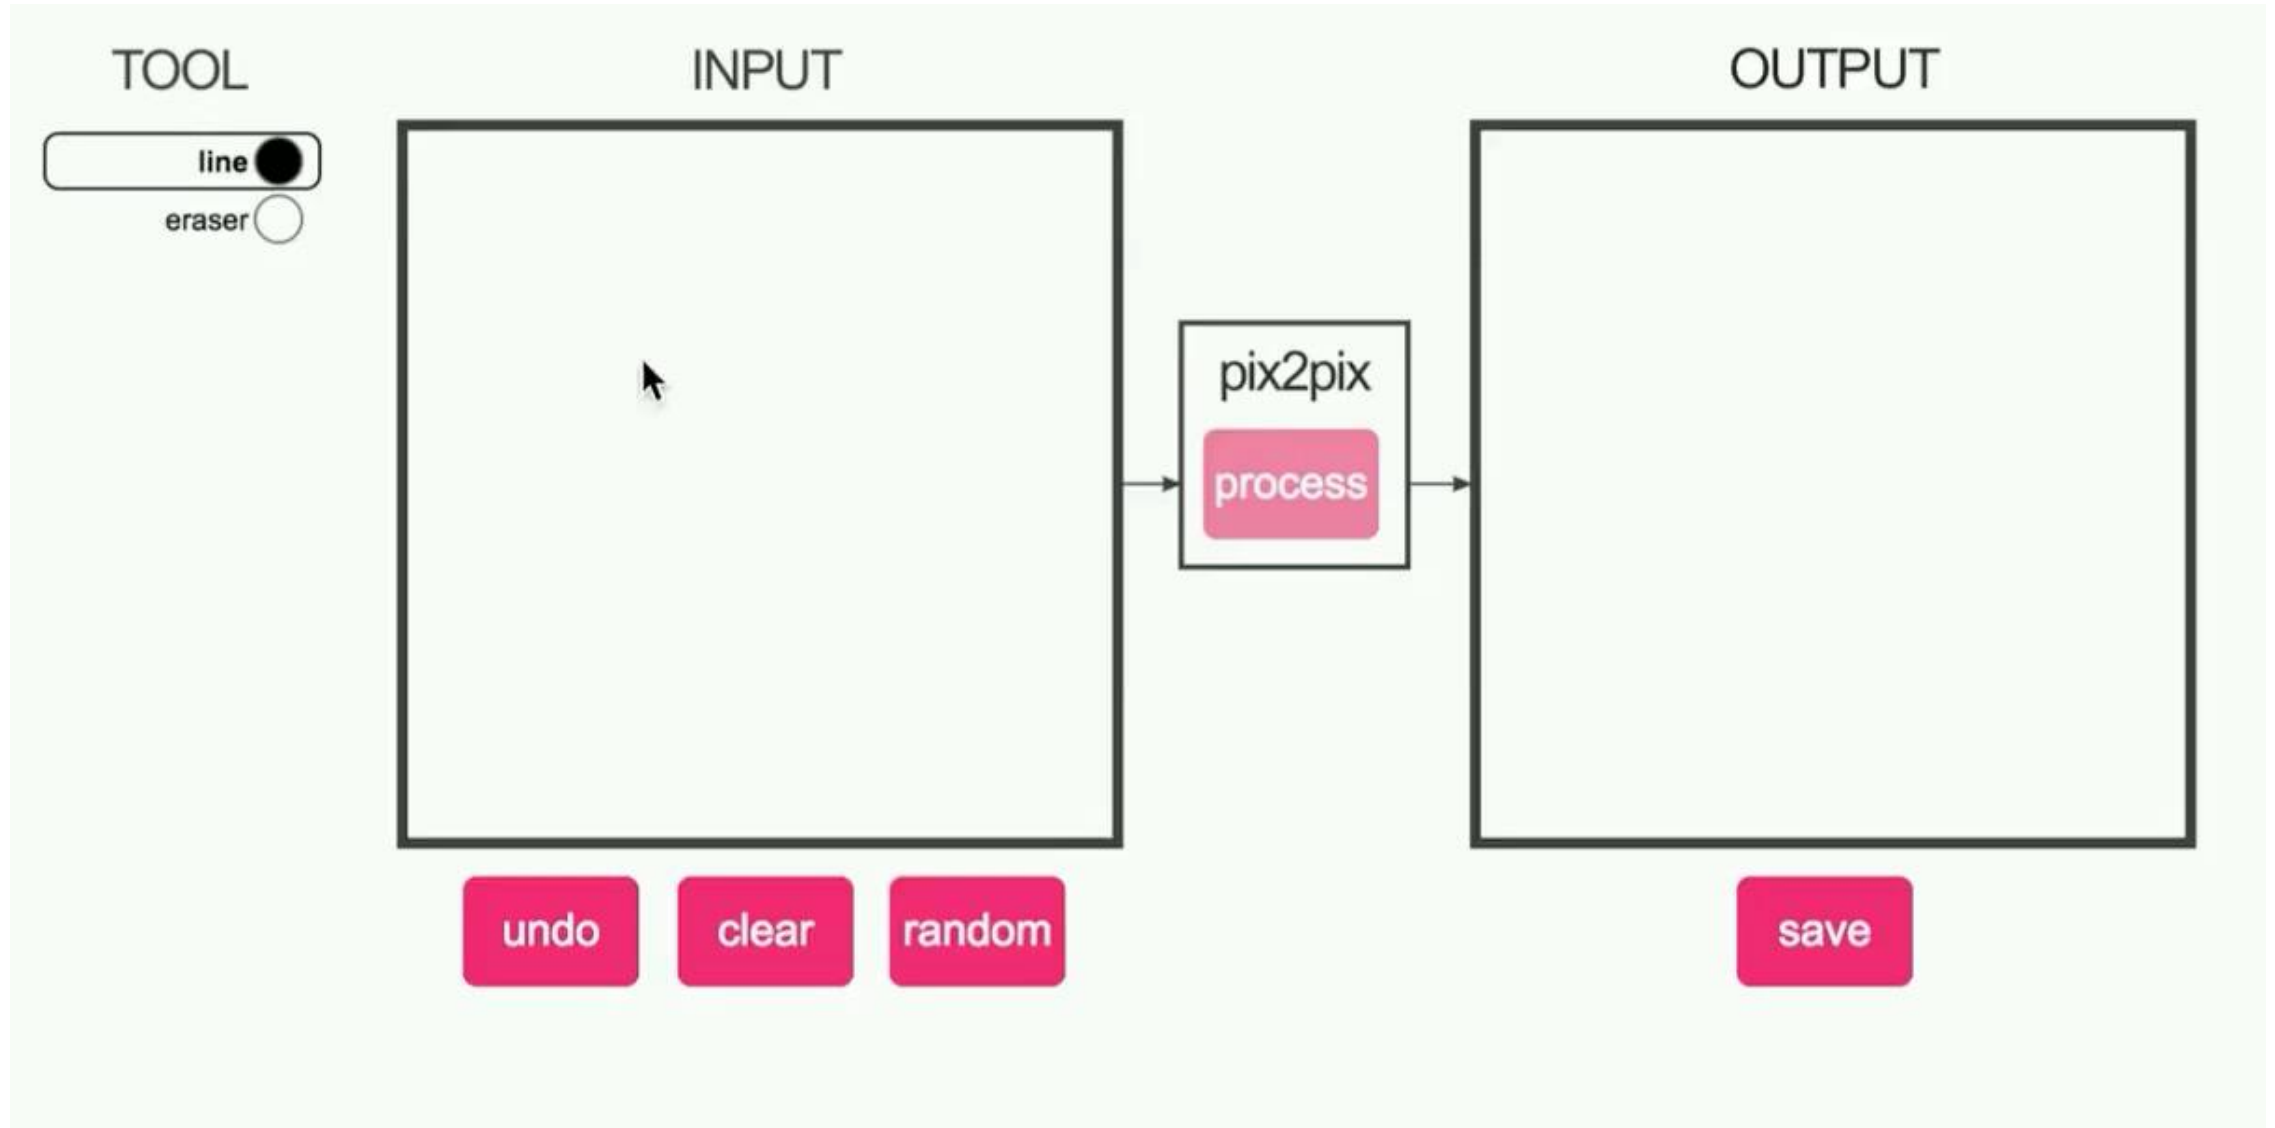 TOOL
INPUT
OUTPUT
line
eraser
pix2pix
process
undo
clear
random
save